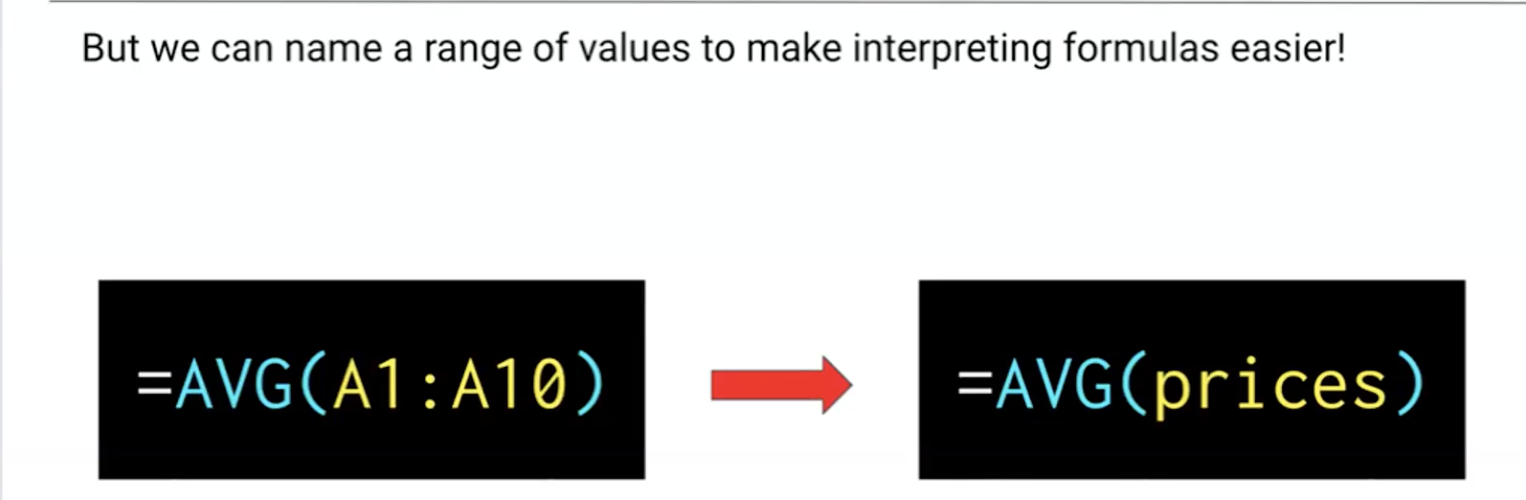 But we can name a range of values to make interpreting formulas easier!
=AVG(A1:A10)
=AVG(prices)